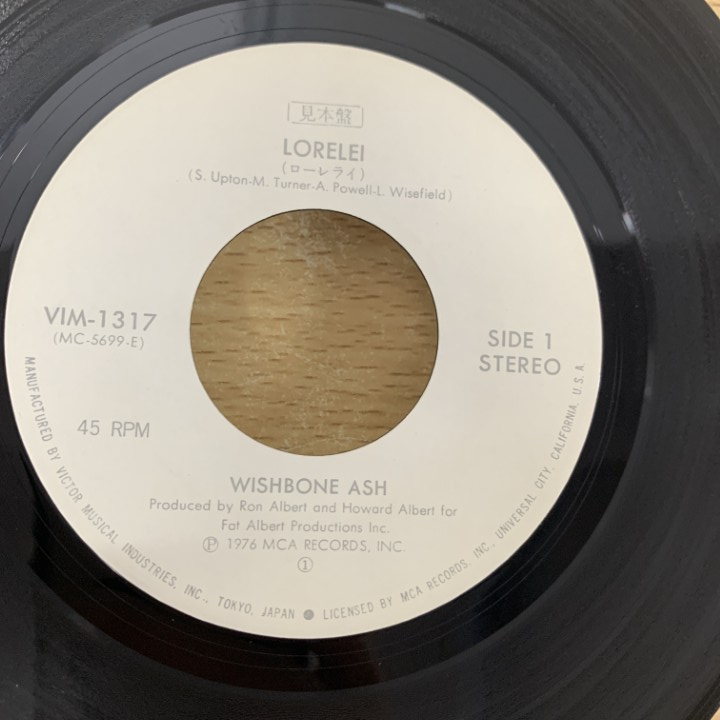 見本盤
LORELEI
(ローレライ)
(S. Upton-M. Turner-A. Powell-L. Wisefield)
VIM-1317
(MC-5699-E)
SIDE 1
STEREO
45 RPM
WISHBONE ASH
Produced by Ron Albert and Howard Albert for
Fat Albert Productions Inc.
Ⓟ 1976 MCA RECORDS, INC.
①
MANUFACTURED BY VICTOR MUSICAL INDUSTRIES, INC., TOKYO, JAPAN ● LICENSED BY MCA RECORDS, INC., UNIVERSAL CITY, CALIFORNIA, U.S.A.